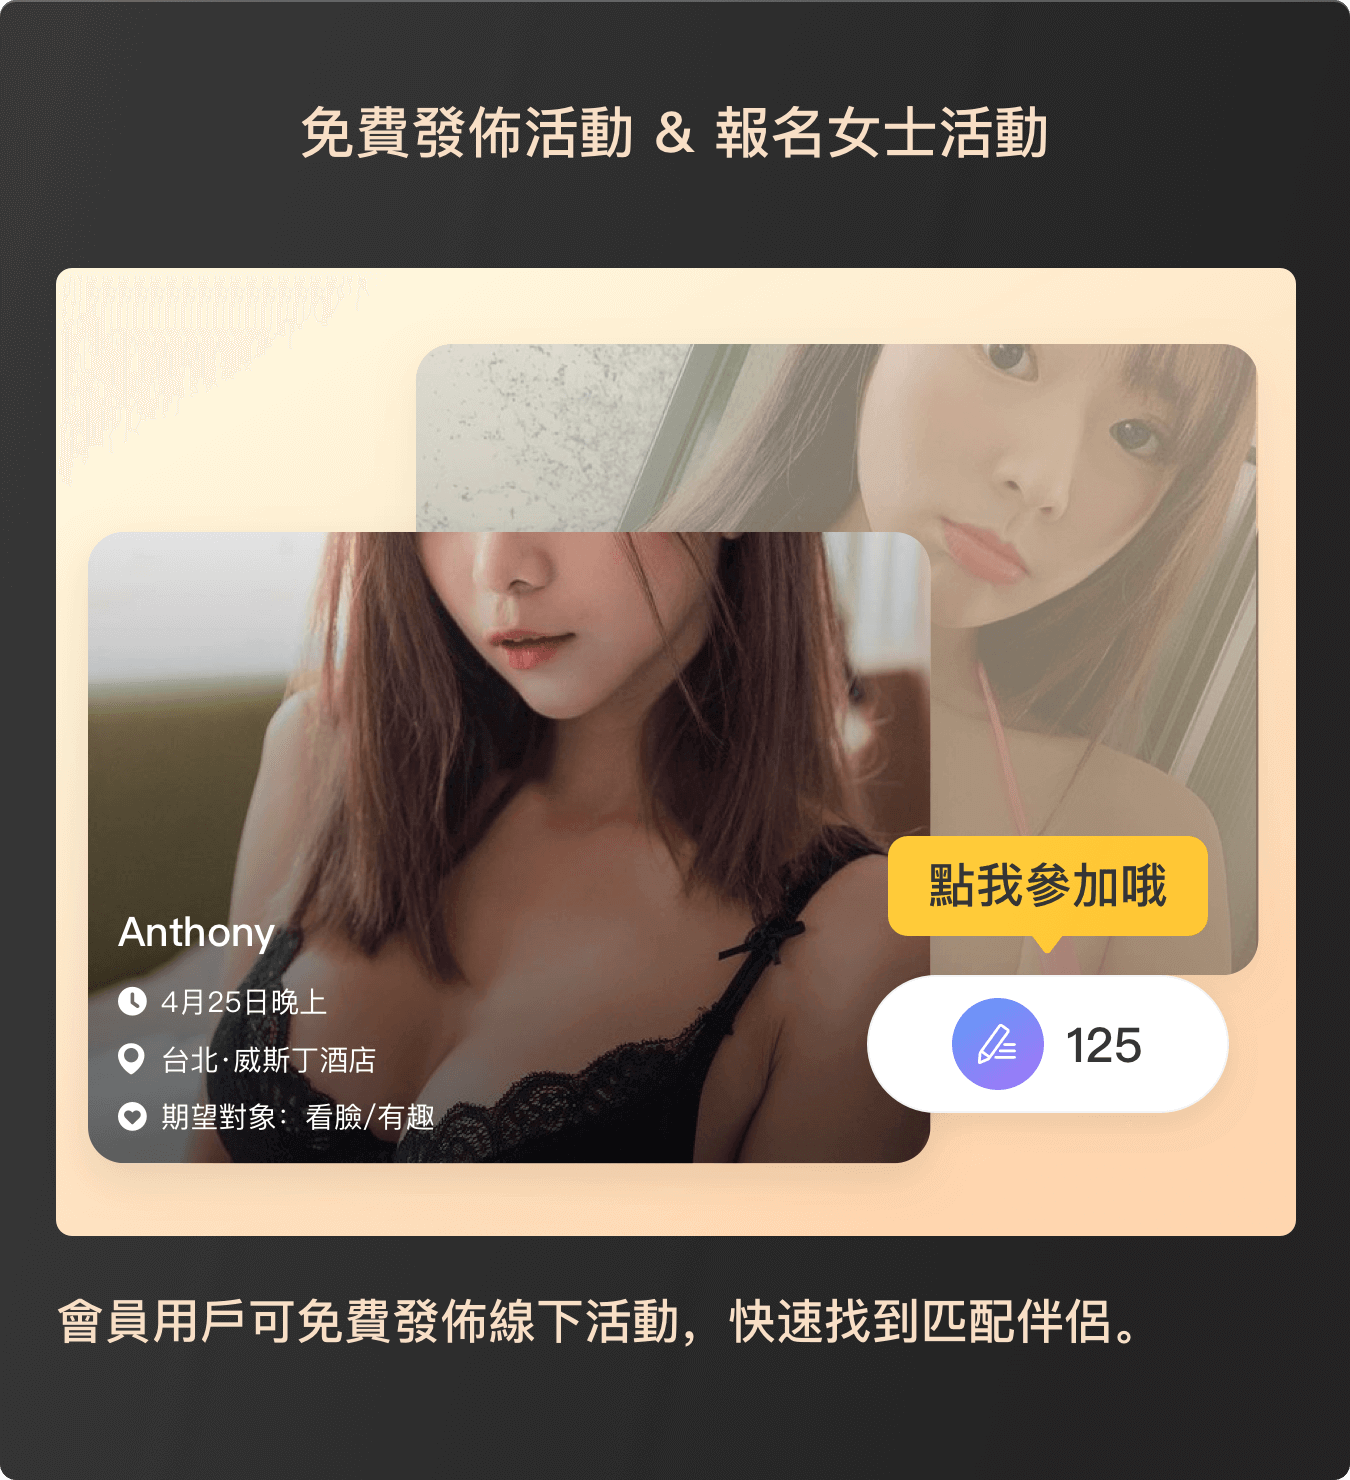 免費發佈活動 & 報名女士活動
點我參加哦
Anthony
4月25日晚上
125
台北·威斯丁酒店
期望對象：看臉/有趣
會員用戶可免費發佈線下活動，快速找到匹配伴侶。